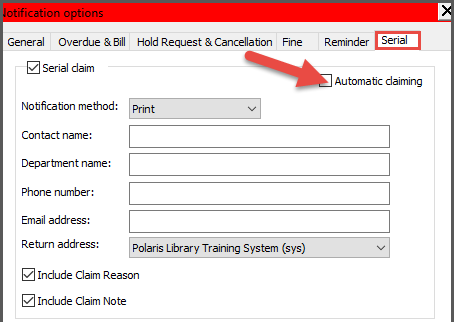 Notification options
General Overdue & Bill Hold Request & Cancellation Fine Reminder Serial
Serial claim
Automatic claiming
Notification method: Print
Contact name:
Department name:
Phone number:
Email address:
Return address: Polaris Library Training System (sys)
Include Claim Reason
Include Claim Note